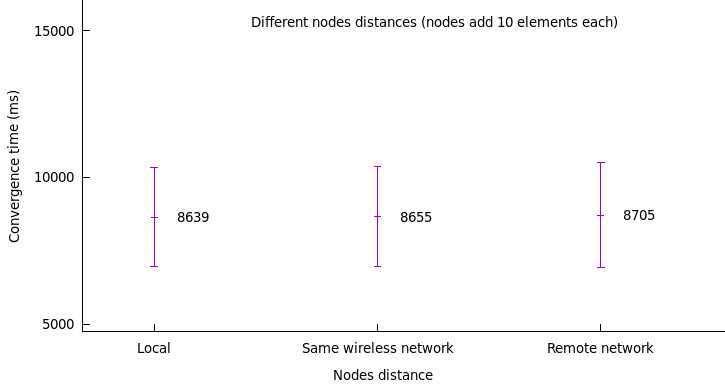 Different nodes distances (nodes add 10 elements each)
15000
10000
5000
Convergence time (ms)
8639
8655
8705
Local
Same wireless network
Remote network
Nodes distance